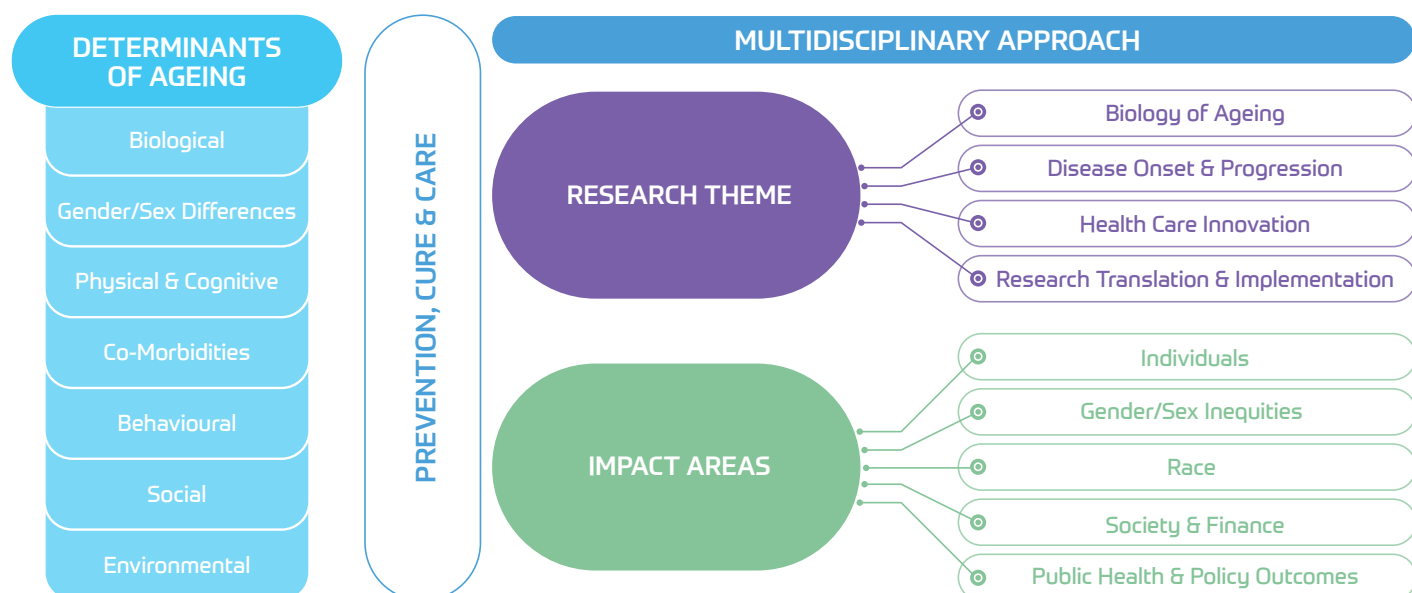 DETERMINANTS
OF AGEING
Biological
Gender/Sex Differences
Physical & Cognitive
Co-Morbidities
Behavioural
Social
Environmental
PREVENTION, CURE & CARE
MULTIDISCIPLINARY APPROACH
RESEARCH THEME
Biology of Ageing
Disease Onset & Progression
Health Care Innovation
Research Translation & Implementation
IMPACT AREAS
Individuals
Gender/Sex Inequities
Race
Society & Finance
Public Health & Policy Outcomes